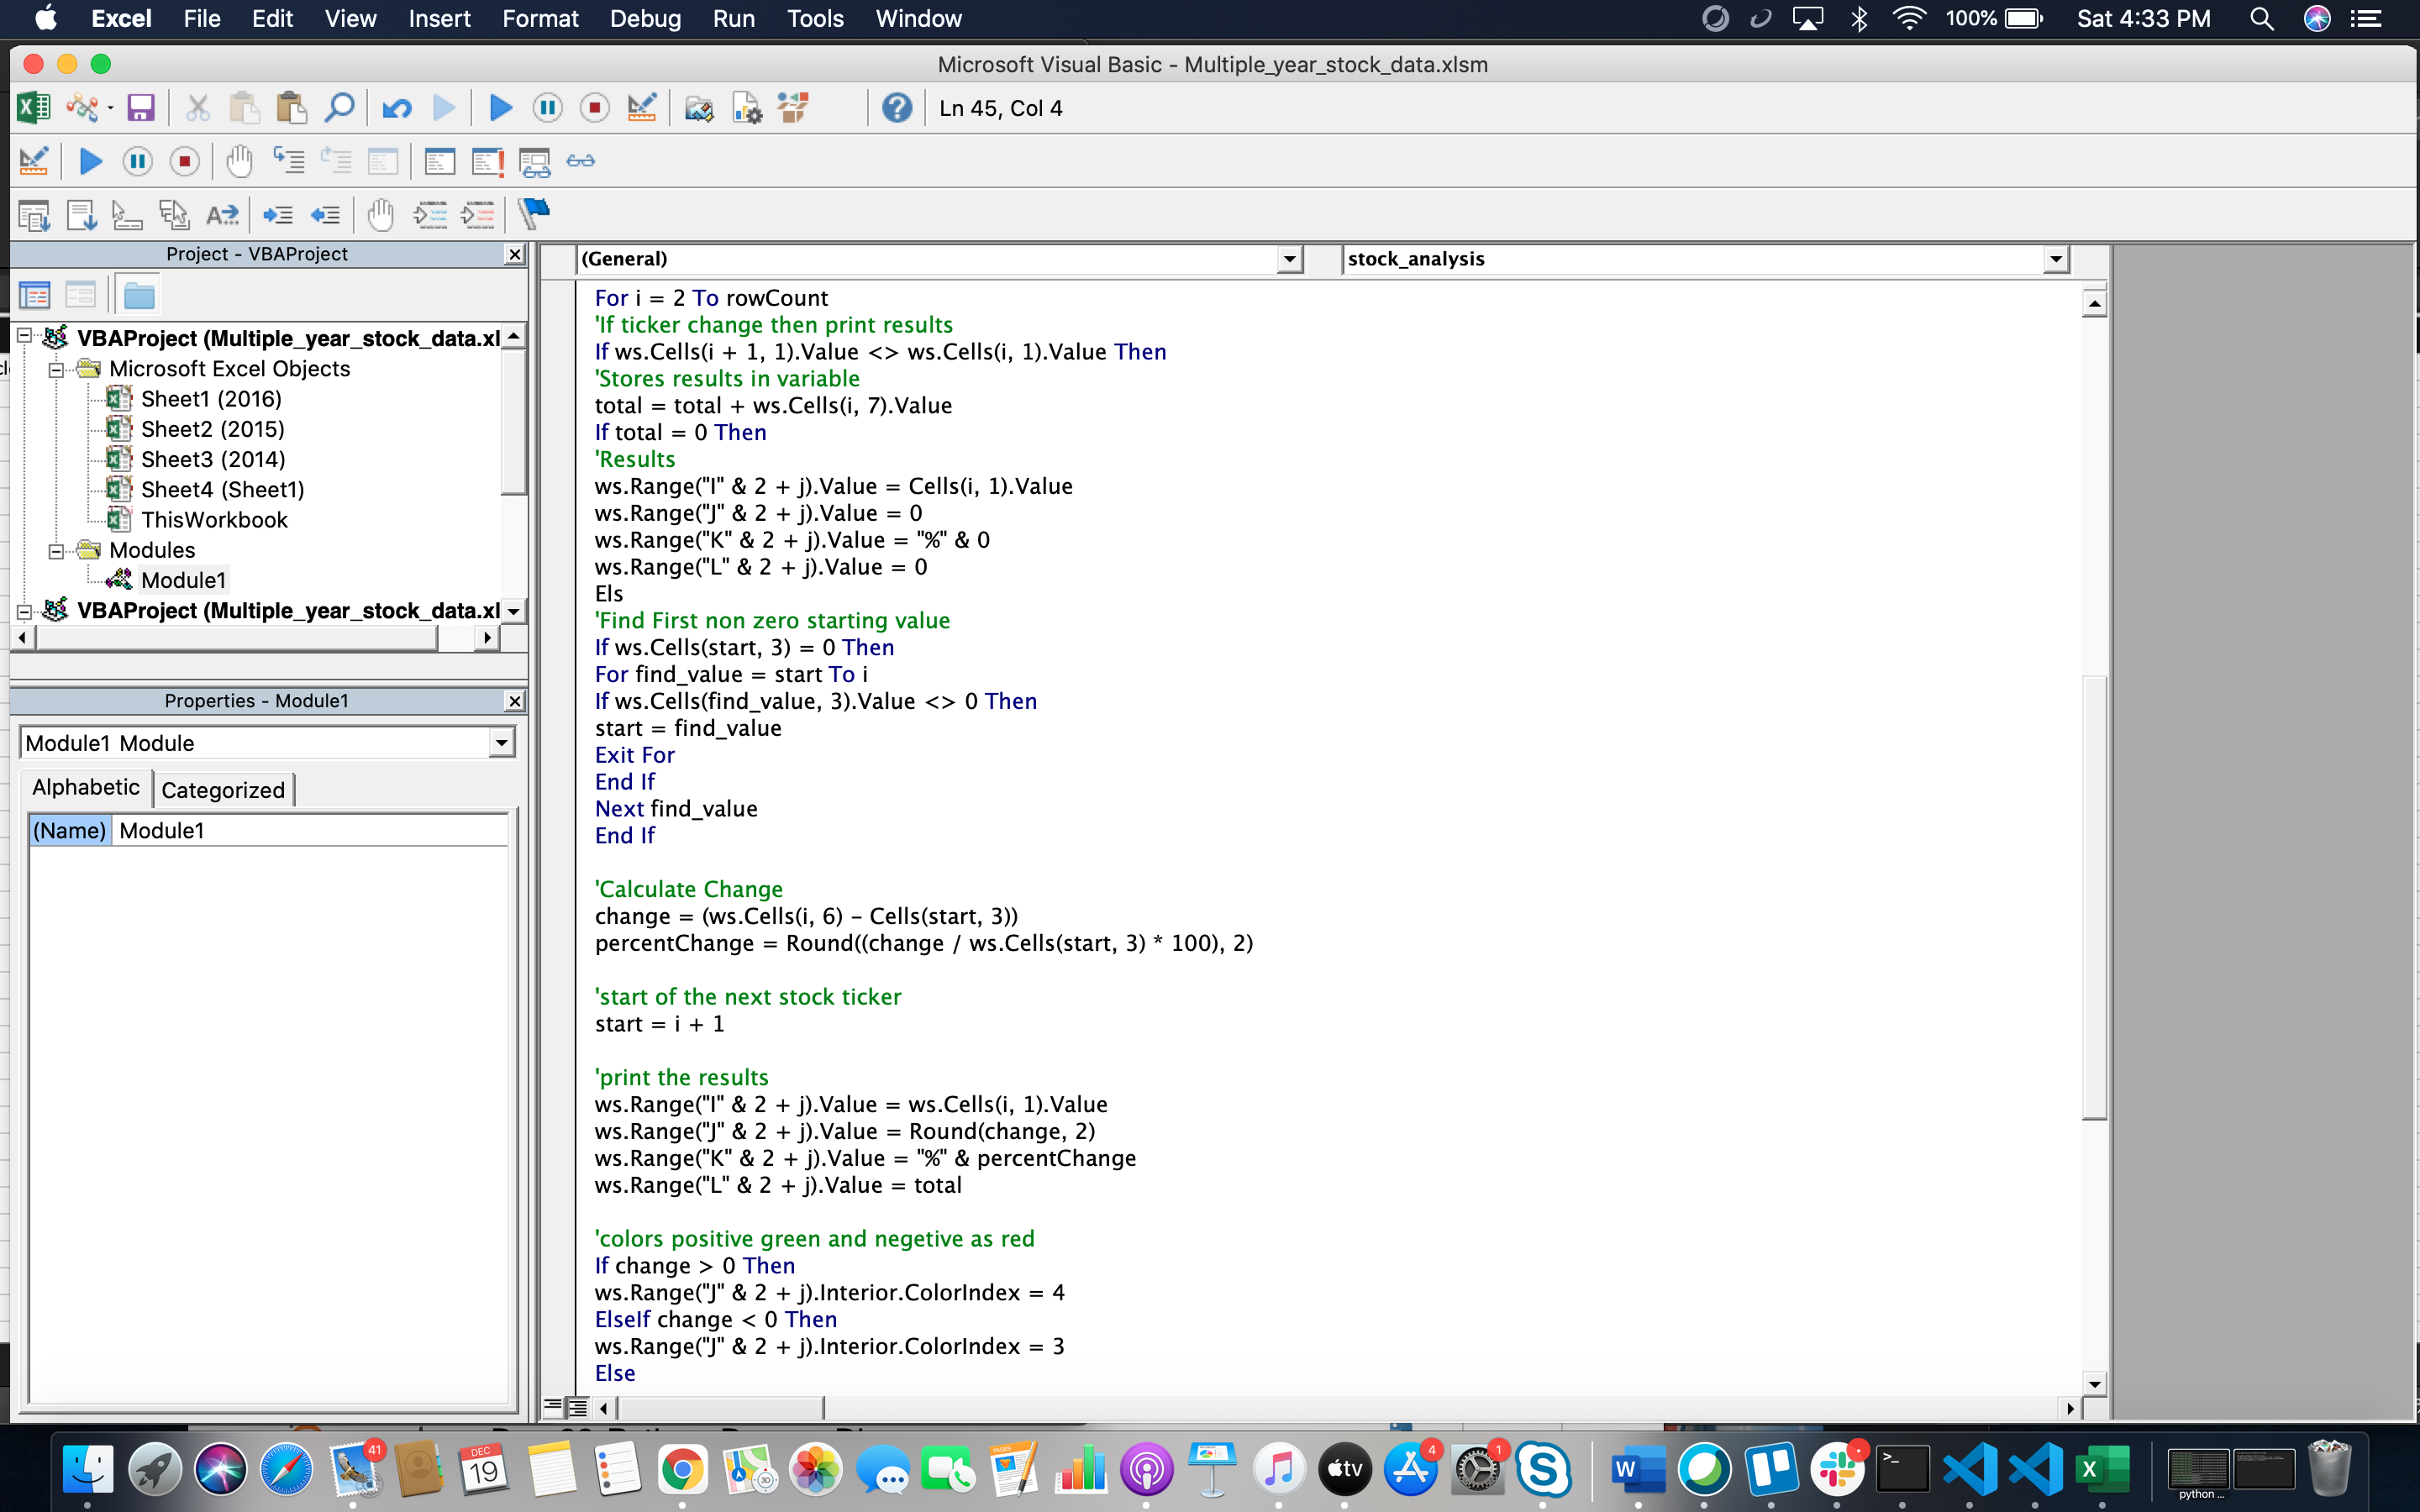 Excel File Edit View Insert Format Debug Run Tools Window 100% Sat 4:33 PM
Microsoft Visual Basic - Multiple_year_stock_data.xlsm
Ln 45, Col 4
Project - VBAProject
VBAProject (Multiple_year_stock_data.xl
Microsoft Excel Objects
Sheet1 (2016)
Sheet2 (2015)
Sheet3 (2014)
Sheet4 (Sheet1)
ThisWorkbook
Modules
Module1
VBAProject (Multiple_year_stock_data.xl
Properties - Module1
Module1 Module
Alphabetic Categorized
(Name) Module1
(General) stock_analysis
For i = 2 To rowCount
'If ticker change then print results
If ws.Cells(i + 1, 1).Value <> ws.Cells(i, 1).Value Then
'Stores results in variable
total = total + ws.Cells(i, 7).Value
If total = 0 Then
'Results
ws.Range("I" & 2 + j).Value = Cells(i, 1).Value
ws.Range("J" & 2 + j).Value = 0
ws.Range("K" & 2 + j).Value = "%" & 0
ws.Range("L" & 2 + j).Value = 0
Els
'Find First non zero starting value
If ws.Cells(start, 3) = 0 Then
For find_value = start To i
If ws.Cells(find_value, 3).Value <> 0 Then
start = find_value
Exit For
End If
Next find_value
End If
'Calculate Change
change = (ws.Cells(i, 6) - Cells(start, 3))
percentChange = Round((change / ws.Cells(start, 3) * 100), 2)
'start of the next stock ticker
start = i + 1
'print the results
ws.Range("I" & 2 + j).Value = ws.Cells(i, 1).Value
ws.Range("J" & 2 + j).Value = Round(change, 2)
ws.Range("K" & 2 + j).Value = "%" & percentChange
ws.Range("L" & 2 + j).Value = total
'colors positive green and negetive as red
If change > 0 Then
ws.Range("J" & 2 + j).Interior.ColorIndex = 4
ElseIf change < 0 Then
ws.Range("J" & 2 + j).Interior.ColorIndex = 3
Else
41
DEC
19
PAGES
3D
tv
4
1
S
W
>_
X
python ...